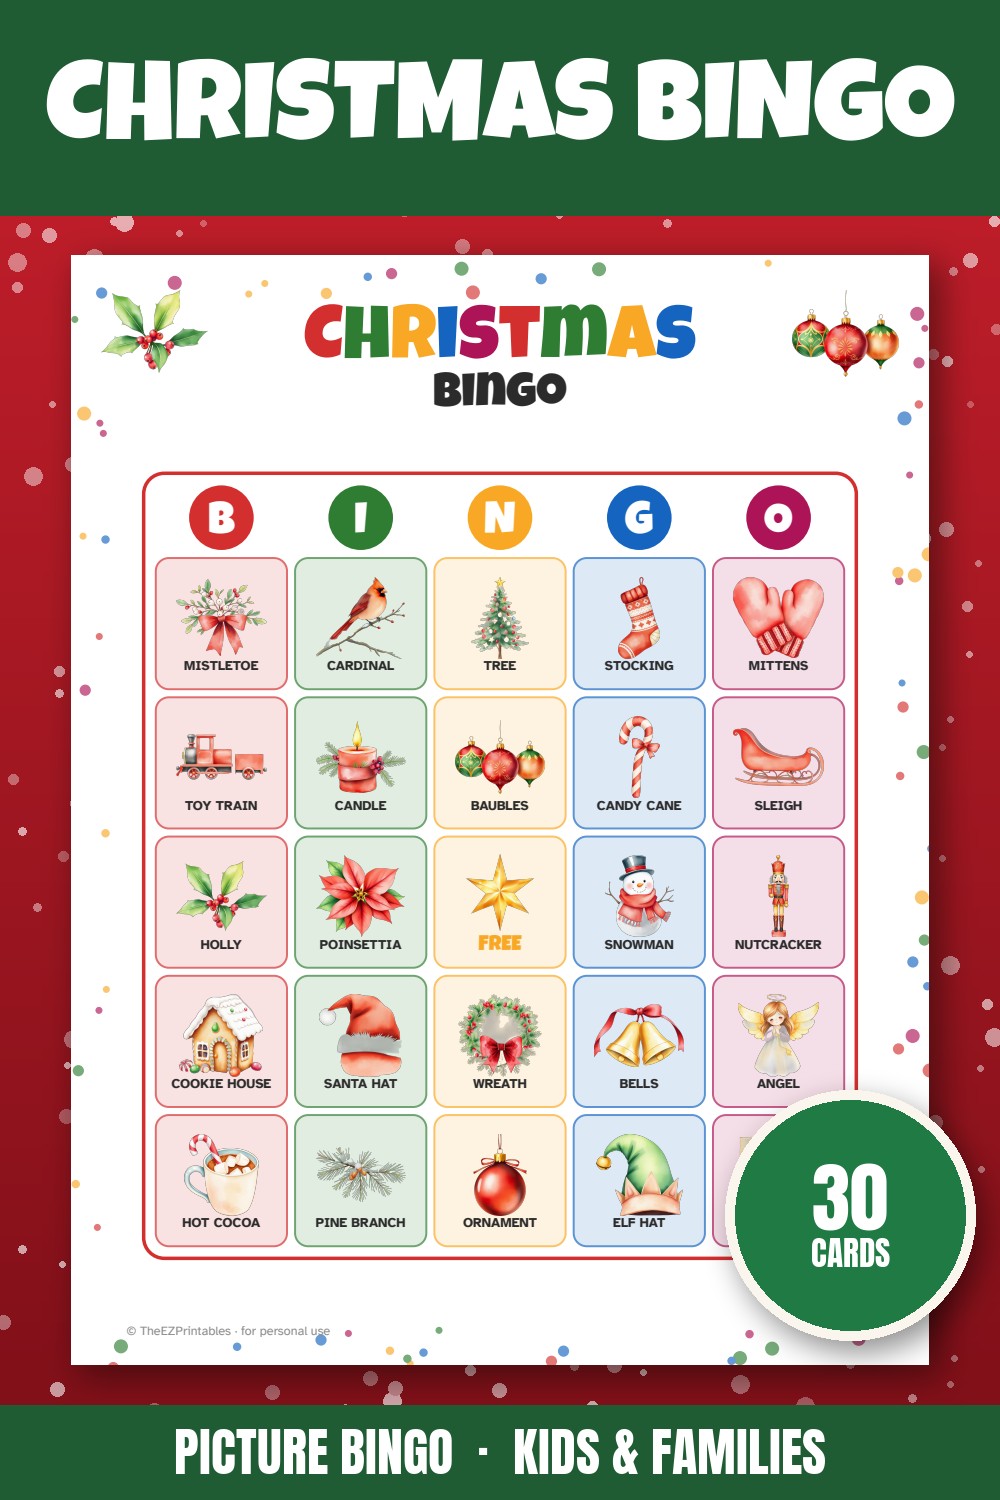 CHRISTMAS BINGO
CHRISTMAS
BINGO
B I N G O
MISTLETOE CARDINAL TREE STOCKING MITTENS
TOY TRAIN CANDLE BAUBLES CANDY CANE SLEIGH
HOLLY POINSETTIA FREE SNOWMAN NUTCRACKER
COOKIE HOUSE SANTA HAT WREATH BELLS ANGEL
HOT COCOA PINE BRANCH ORNAMENT ELF HAT
30
CARDS
© TheEZPrintables · for personal use
PICTURE BINGO · KIDS & FAMILIES